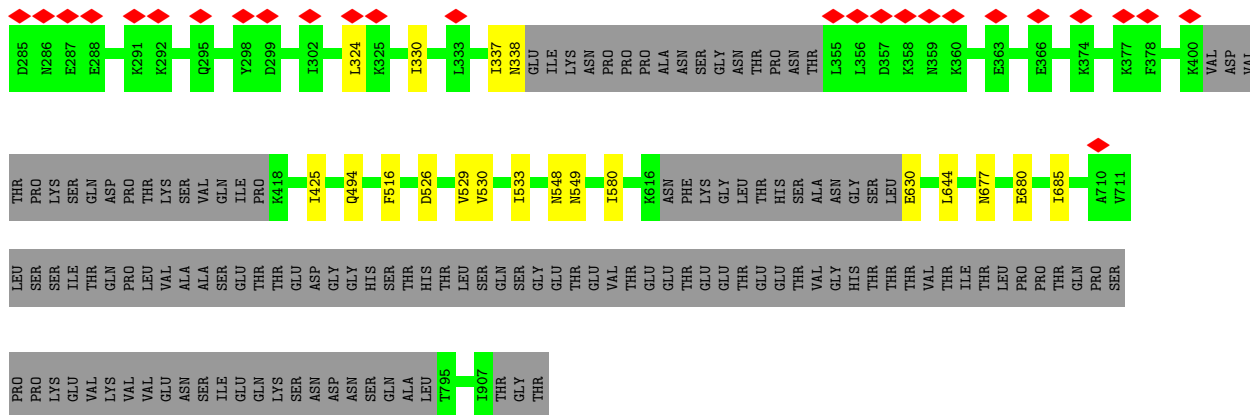 D285 N286 E287 E288 K291 K292 Q295 Y298 D299 I302 L324 K325 I330 L333 I337 N338 GLU ILE LYS ASN PRO PRO PRO ALA ASN SER GLY ASN THR PRO ASN THR L355 L356 D357 K358 N359 K360 E363 E366 K374 K377 F378 K400 VAL ASP VAL
THR PRO LYS SER GLN ASP PRO THR LYS SER VAL GLN ILE PRO K418 I425 Q494 F516 D526 V529 V530 I533 N548 N549 I580 K616 ASN PHE LYS GLY LEU THR HIS SER ALA ASN GLY SER LEU E630 L644 N677 E680 I685 A710 V711
LEU SER SER ILE THR GLN PRO LEU VAL ALA ALA SER GLU THR THR GLU ASP GLY GLY HIS SER THR HIS THR LEU SER GLN SER GLY GLU THR GLU VAL THR GLU GLU THR GLU GLU THR GLU GLU THR VAL GLY HIS THR THR THR VAL THR ILE THR LEU PRO PRO THR GLN PRO SER
PRO PRO LYS GLU VAL LYS VAL VAL GLU ASN SER ILE GLU GLN LYS SER ASN ASP ASN SER GLN ALA LEU T795 I907 THR GLY THR